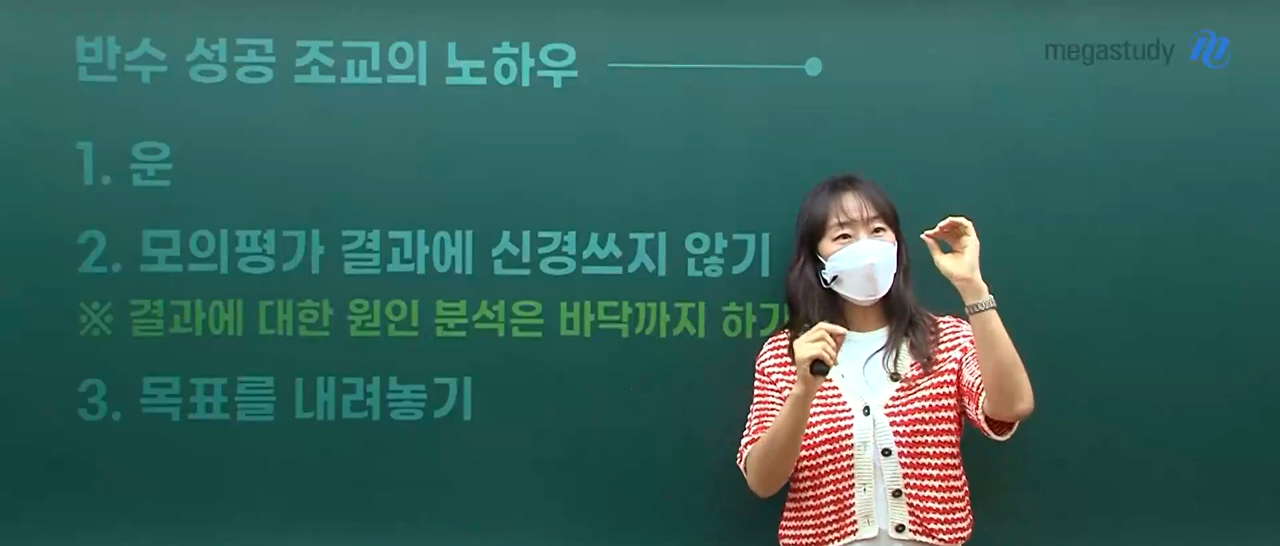 반수 성공 조교의 노하우
megastudy
1. 운
2. 모의평가 결과에 신경쓰지 않기
※ 결과에 대한 원인 분석은 바닥까지 하기
3. 목표를 내려놓기